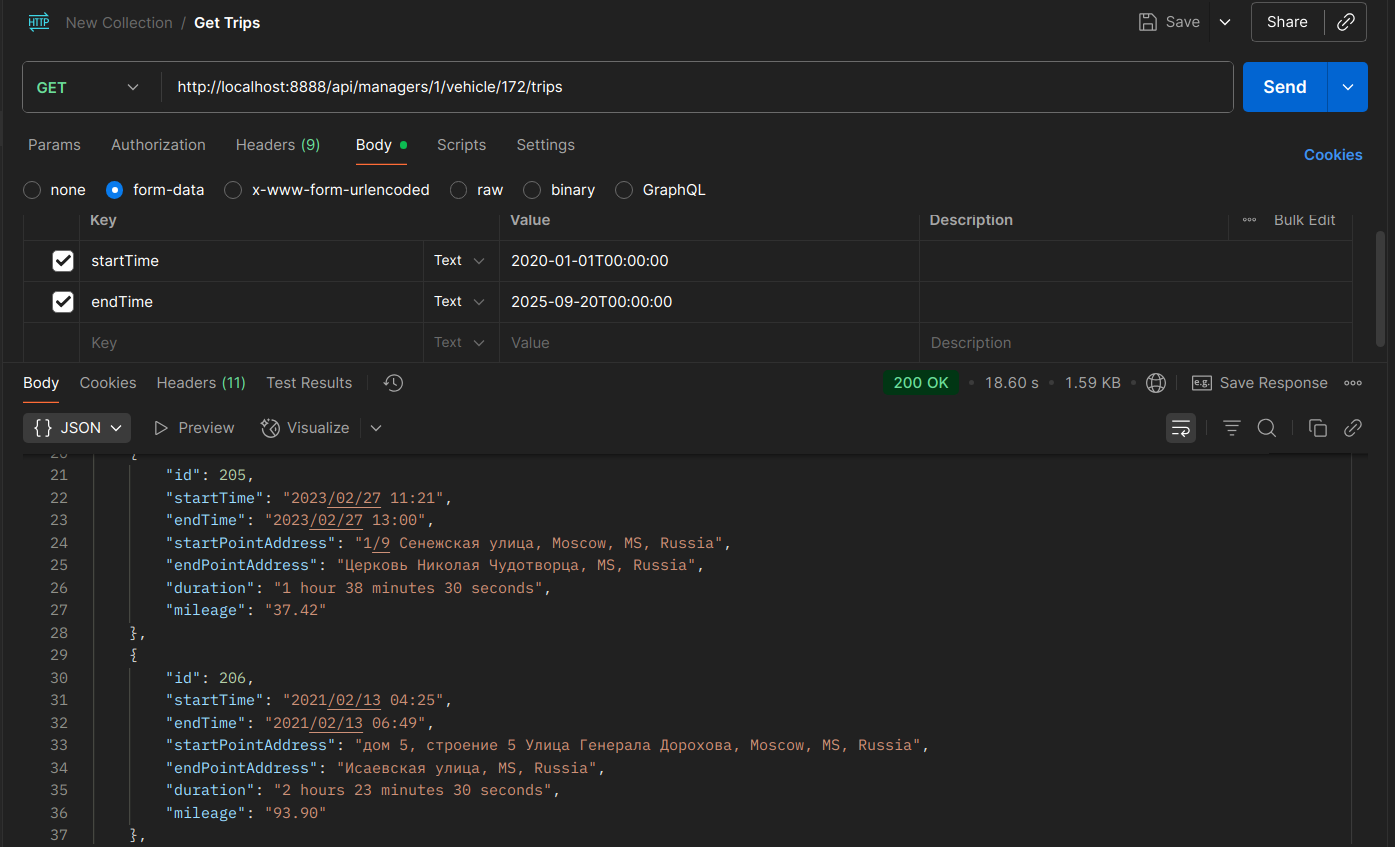 HTTP New Collection / Get Trips Save Share
GET http://localhost:8888/api/managers/1/vehicle/172/trips Send
Params Authorization Headers (9) Body Scripts Settings Cookies
none form-data x-www-form-urlencoded raw binary GraphQL
Key Value Description Bulk Edit
startTime Text 2020-01-01T00:00:00
endTime Text 2025-09-20T00:00:00
Key Text Value Description
Body Cookies Headers (11) Test Results 200 OK 18.60 s 1.59 KB e.g. Save Response
{} JSON Preview Visualize
20 {
21 "id": 205,
22 "startTime": "2023/02/27 11:21",
23 "endTime": "2023/02/27 13:00",
24 "startPointAddress": "1/9 Сенежская улица, Moscow, MS, Russia",
25 "endPointAddress": "Церковь Николая Чудотворца, MS, Russia",
26 "duration": "1 hour 38 minutes 30 seconds",
27 "mileage": "37.42"
28 },
29 {
30 "id": 206,
31 "startTime": "2021/02/13 04:25",
32 "endTime": "2021/02/13 06:49",
33 "startPointAddress": "дом 5, строение 5 Улица Генерала Дорохова, Moscow, MS, Russia",
34 "endPointAddress": "Исаевская улица, MS, Russia",
35 "duration": "2 hours 23 minutes 30 seconds",
36 "mileage": "93.90"
37 },